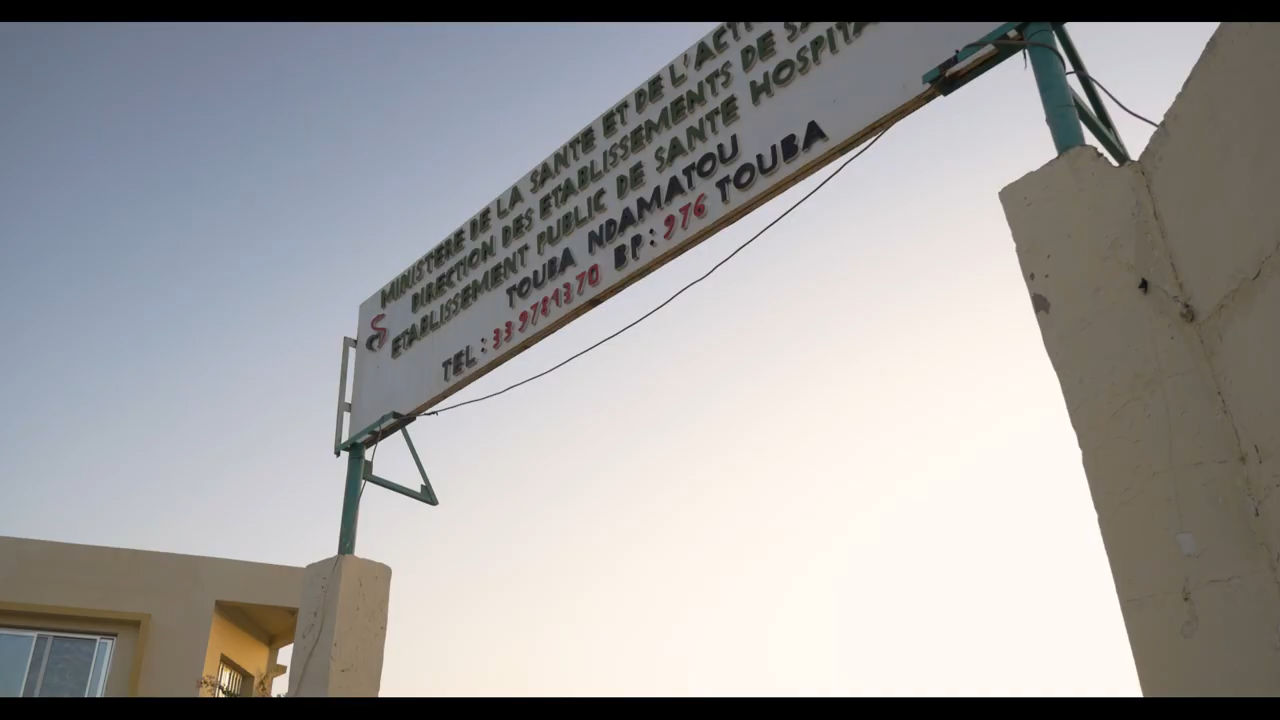 MINISTERE DE LA SANTE ET DE L'ACTI
DIRECTION DES ETABLISSEMENTS DE SA
ETABLISSEMENT PUBLIC DE SANTE HOSPITA
TOUBA NDAMATOU
TEL : 33 9781370 BP : 976 TOUBA